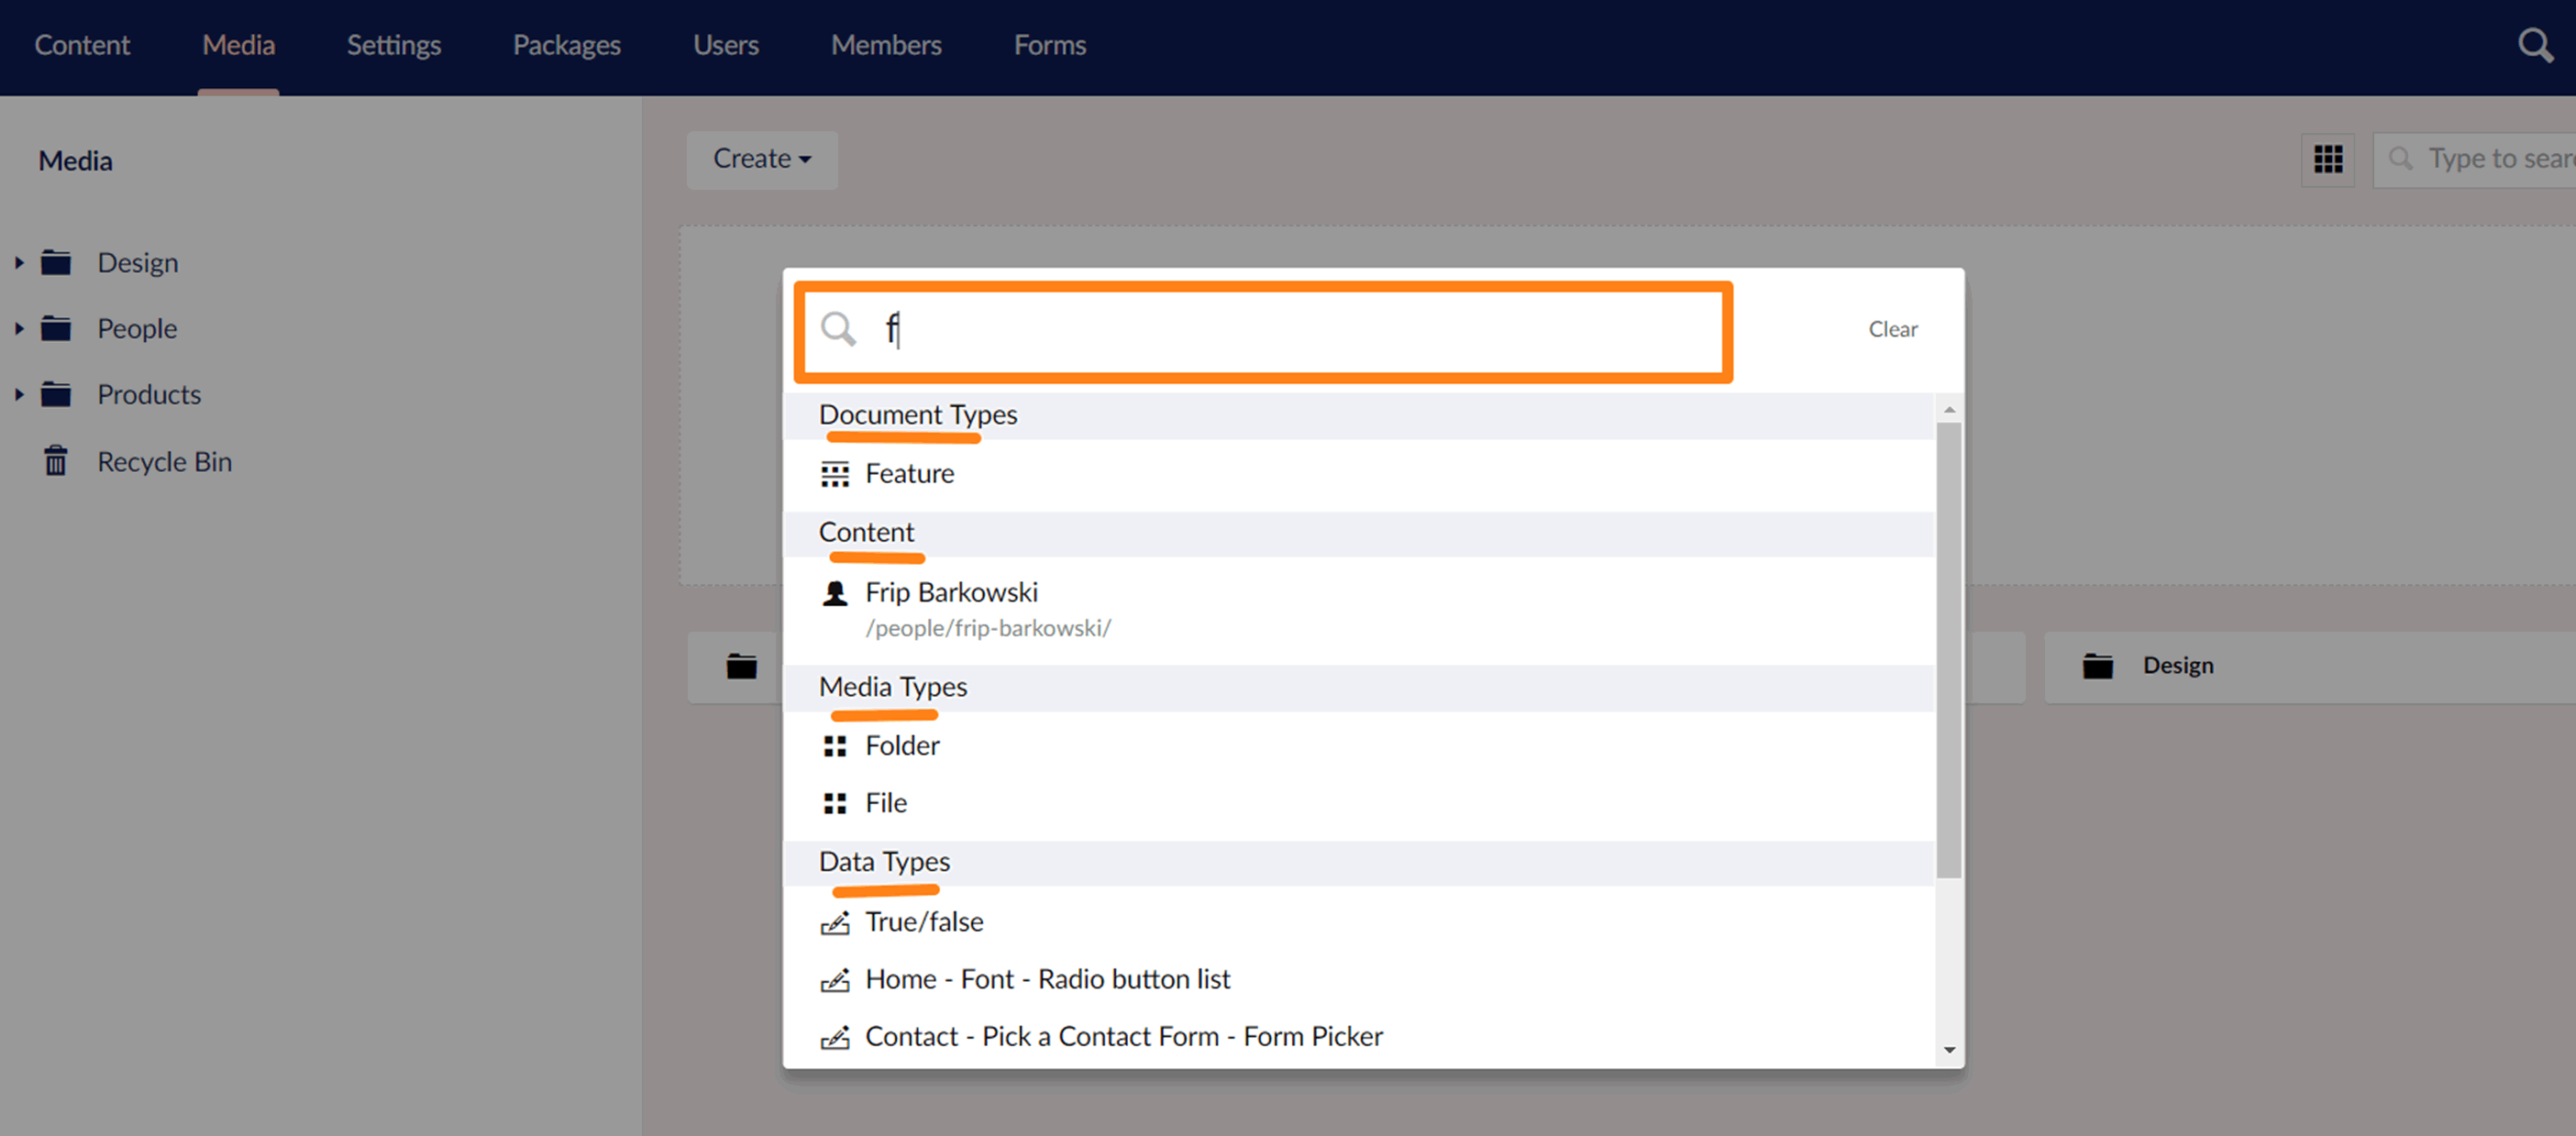 Content Media Settings Packages Users Members Forms
Media
Design
People
Products
Recycle Bin
Create
Type to sear
f
Clear
Document Types
Feature
Content
Frip Barkowski
/people/frip-barkowski/
Media Types
Folder
File
Data Types
True/false
Home - Font - Radio button list
Contact - Pick a Contact Form - Form Picker
Design